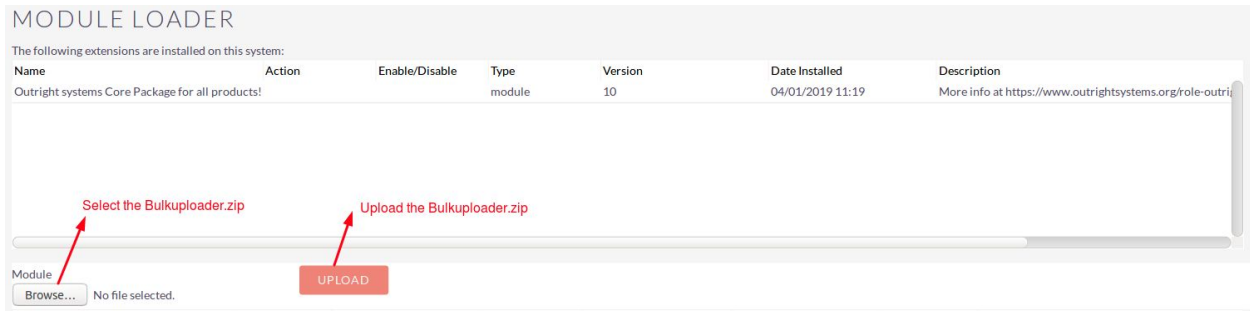 MODULE LOADER
The following extensions are installed on this system:
Name Action Enable/Disable Type Version Date Installed Description
Outright systems Core Package for all products! module 10 04/01/2019 11:19 More info at https://www.outrightsystems.org/role-outri
Select the Bulkuploader.zip
Upload the Bulkuploader.zip
Module
UPLOAD
Browse... No file selected.